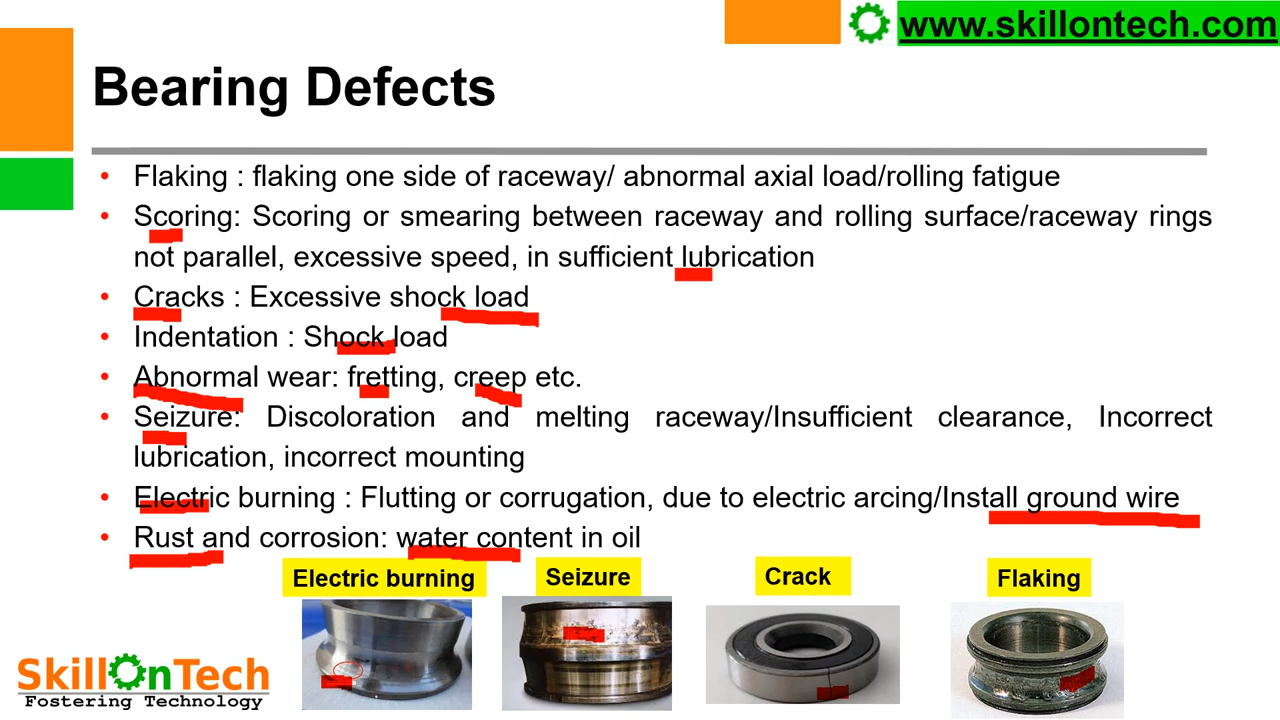 www.skillontech.com
Bearing Defects
• Flaking : flaking one side of raceway/ abnormal axial load/rolling fatigue
• Scoring: Scoring or smearing between raceway and rolling surface/raceway rings
not parallel, excessive speed, in sufficient lubrication
• Cracks : Excessive shock load
• Indentation : Shock load
• Abnormal wear: fretting, creep etc.
• Seizure: Discoloration and melting raceway/Insufficient clearance, Incorrect
lubrication, incorrect mounting
• Electric burning : Flutting or corrugation, due to electric arcing/Install ground wire
• Rust and corrosion: water content in oil
Electric burning
Seizure
Crack
Flaking
SkillOnTech
Fostering Technology